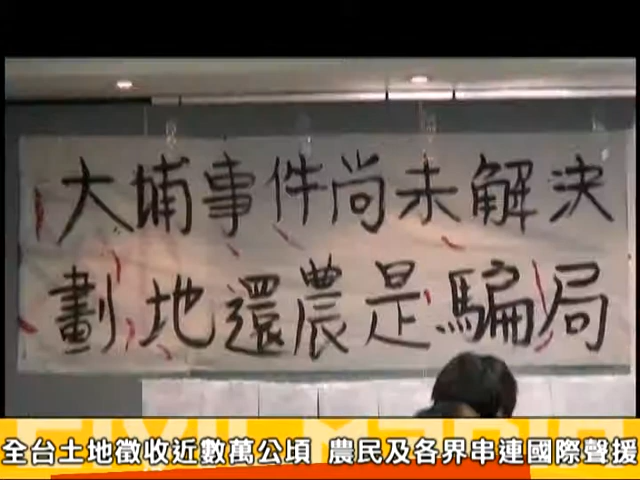 大埔事件尚未解決
劃地還農是騙局
全台土地徵收近數萬公頃 農民及各界串連國際聲援